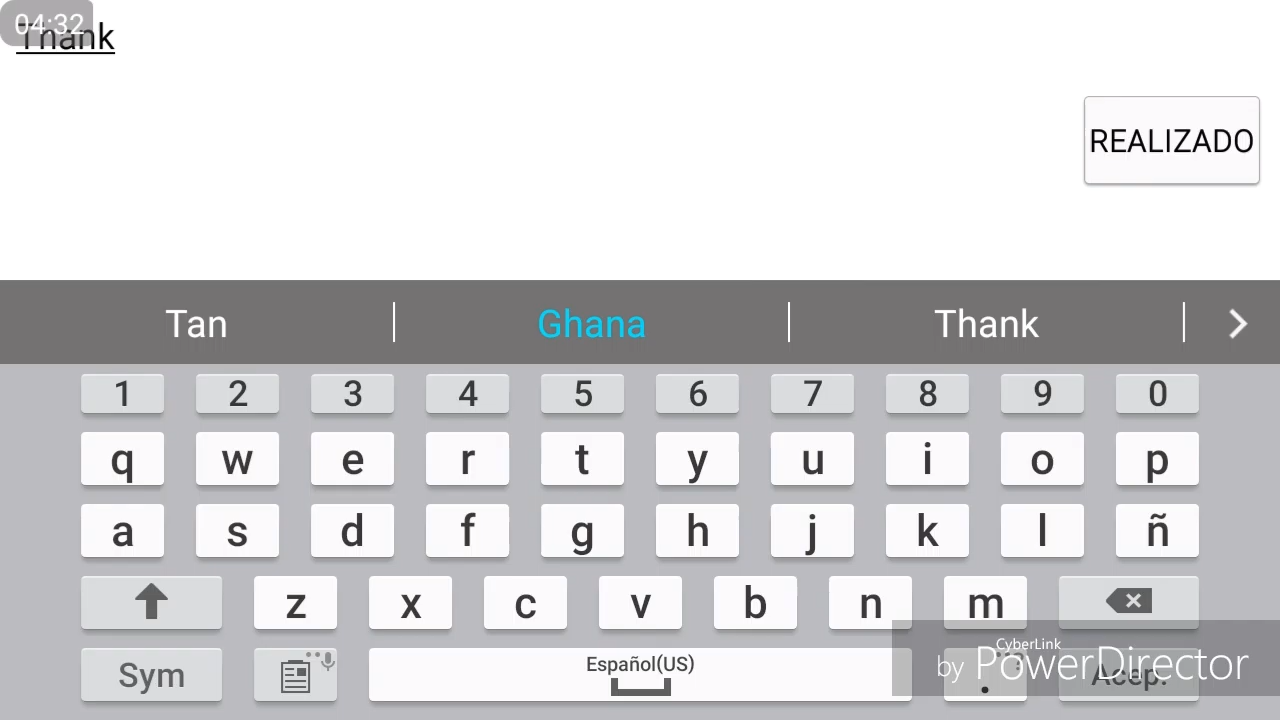 04:32
Thank
REALIZADO
Tan Ghana Thank
1 2 3 4 5 6 7 8 9 0
q w e r t y u i o p
a s d f g h j k l ñ
z x c v b n m
Sym Español(US) . Acep.
CyberLink
by PowerDirector